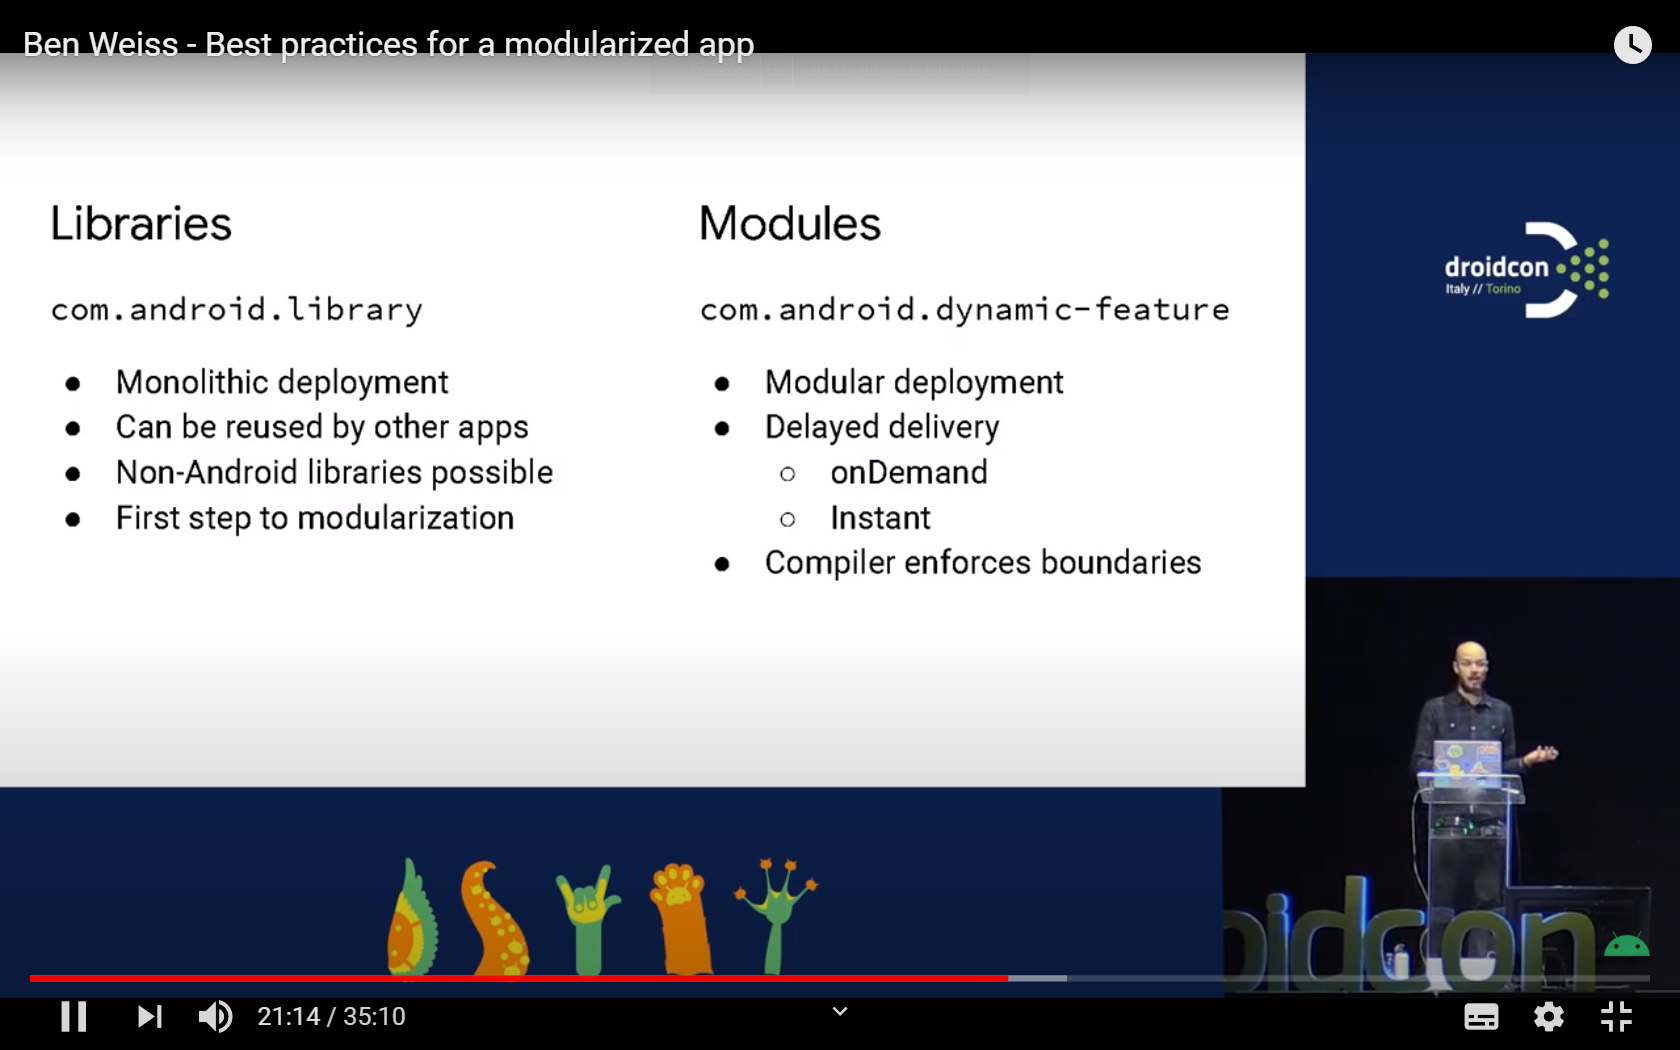 Ben Weiss - Best practices for a modularized app
Libraries
com.android.library
● Monolithic deployment
● Can be reused by other apps
● Non-Android libraries possible
● First step to modularization
Modules
com.android.dynamic-feature
● Modular deployment
● Delayed delivery
○ onDemand
○ Instant
● Compiler enforces boundaries
droidcon
Italy // Torino
oidcon
21:14 / 35:10